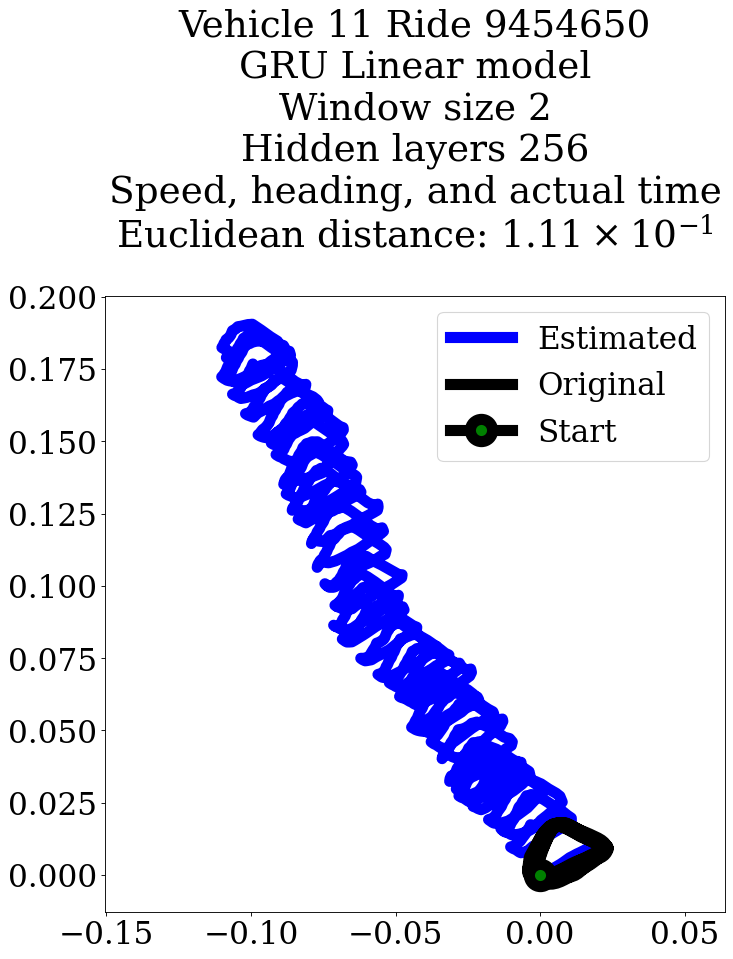 Vehicle 11 Ride 9454650
GRU Linear model
Window size 2
Hidden layers 256
Speed, heading, and actual time
Euclidean distance: 1.11 × 10⁻¹
0.200
0.175
0.150
0.125
0.100
0.075
0.050
0.025
0.000
Estimated
Original
Start
−0.15 −0.10 −0.05 0.00 0.05